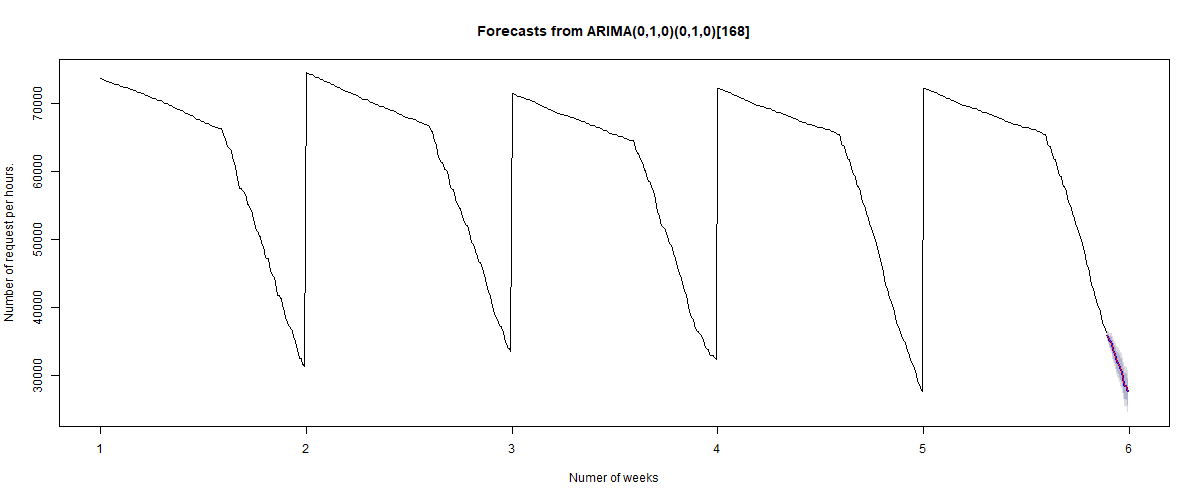 Forecasts from ARIMA(0,1,0)(0,1,0)[168]
Number of request per hours.
70000
60000
50000
40000
30000
1 2 3 4 5 6
Numer of weeks